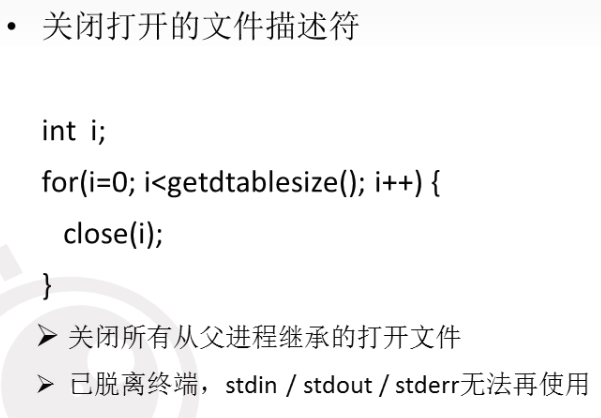 • 关闭打开的文件描述符
int i;
for(i=0; i<getdtablesize(); i++) {
close(i);
}
➢ 关闭所有从父进程继承的打开文件
➢ 已脱离终端，stdin / stdout / stderr无法再使用